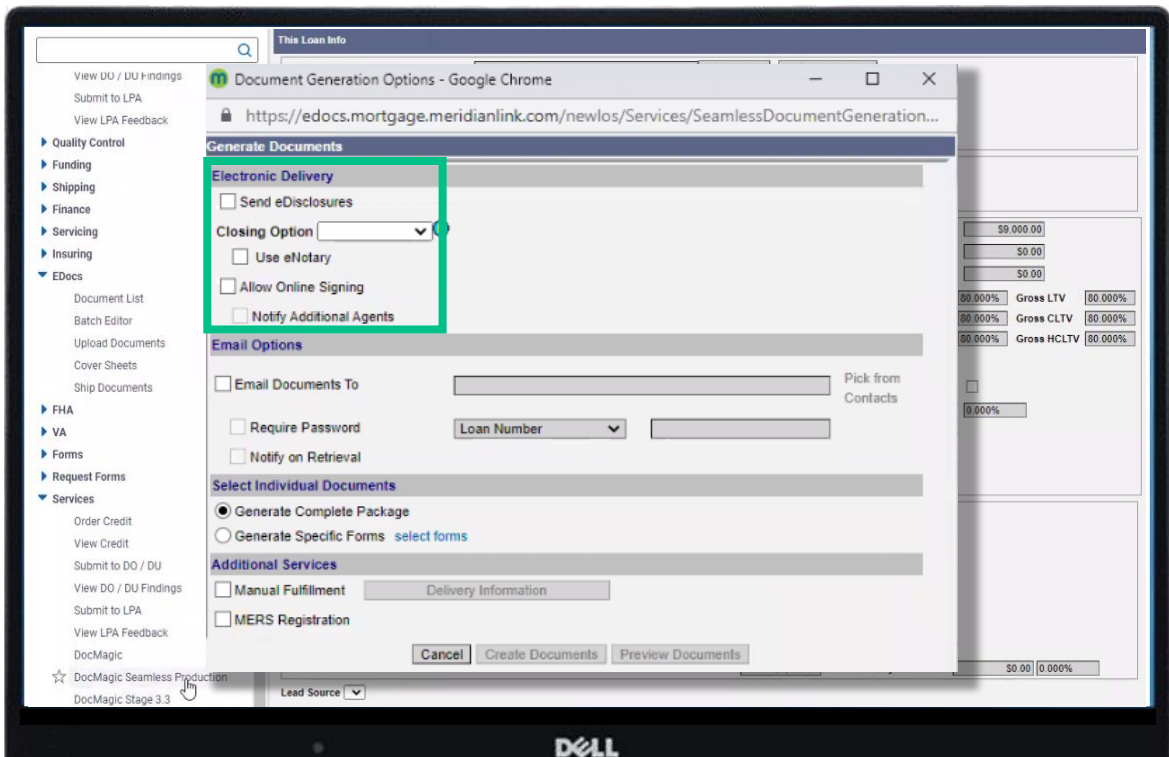 This Loan Info
View DO / DU Findings
Submit to LPA
View LPA Feedback
Quality Control
Funding
Shipping
Finance
Servicing
Insuring
EDocs
Document List
Batch Editor
Upload Documents
Cover Sheets
Ship Documents
FHA
VA
Forms
Request Forms
Services
Order Credit
View Credit
Submit to DO / DU
View DO / DU Findings
Submit to LPA
View LPA Feedback
DocMagic
DocMagic Seamless Production
DocMagic Stage 3.3
m Document Generation Options - Google Chrome
https://edocs.mortgage.meridianlink.com/newlos/Services/SeamlessDocumentGeneration...
Generate Documents
Electronic Delivery
Send eDisclosures
Closing Option
Use eNotary
Allow Online Signing
Notify Additional Agents
Email Options
Email Documents To
Pick from
Contacts
Require Password Loan Number
Notify on Retrieval
Select Individual Documents
Generate Complete Package
Generate Specific Forms select forms
Additional Services
Manual Fulfillment Delivery Information
MERS Registration
Cancel Create Documents Preview Documents
$9,000.00
$0.00
$0.00
80.000% Gross LTV 80.000%
80.000% Gross CLTV 80.000%
80.000% Gross HCLTV 80.000%
0.000%
$0.00 0.000%
Lead Source
DELL